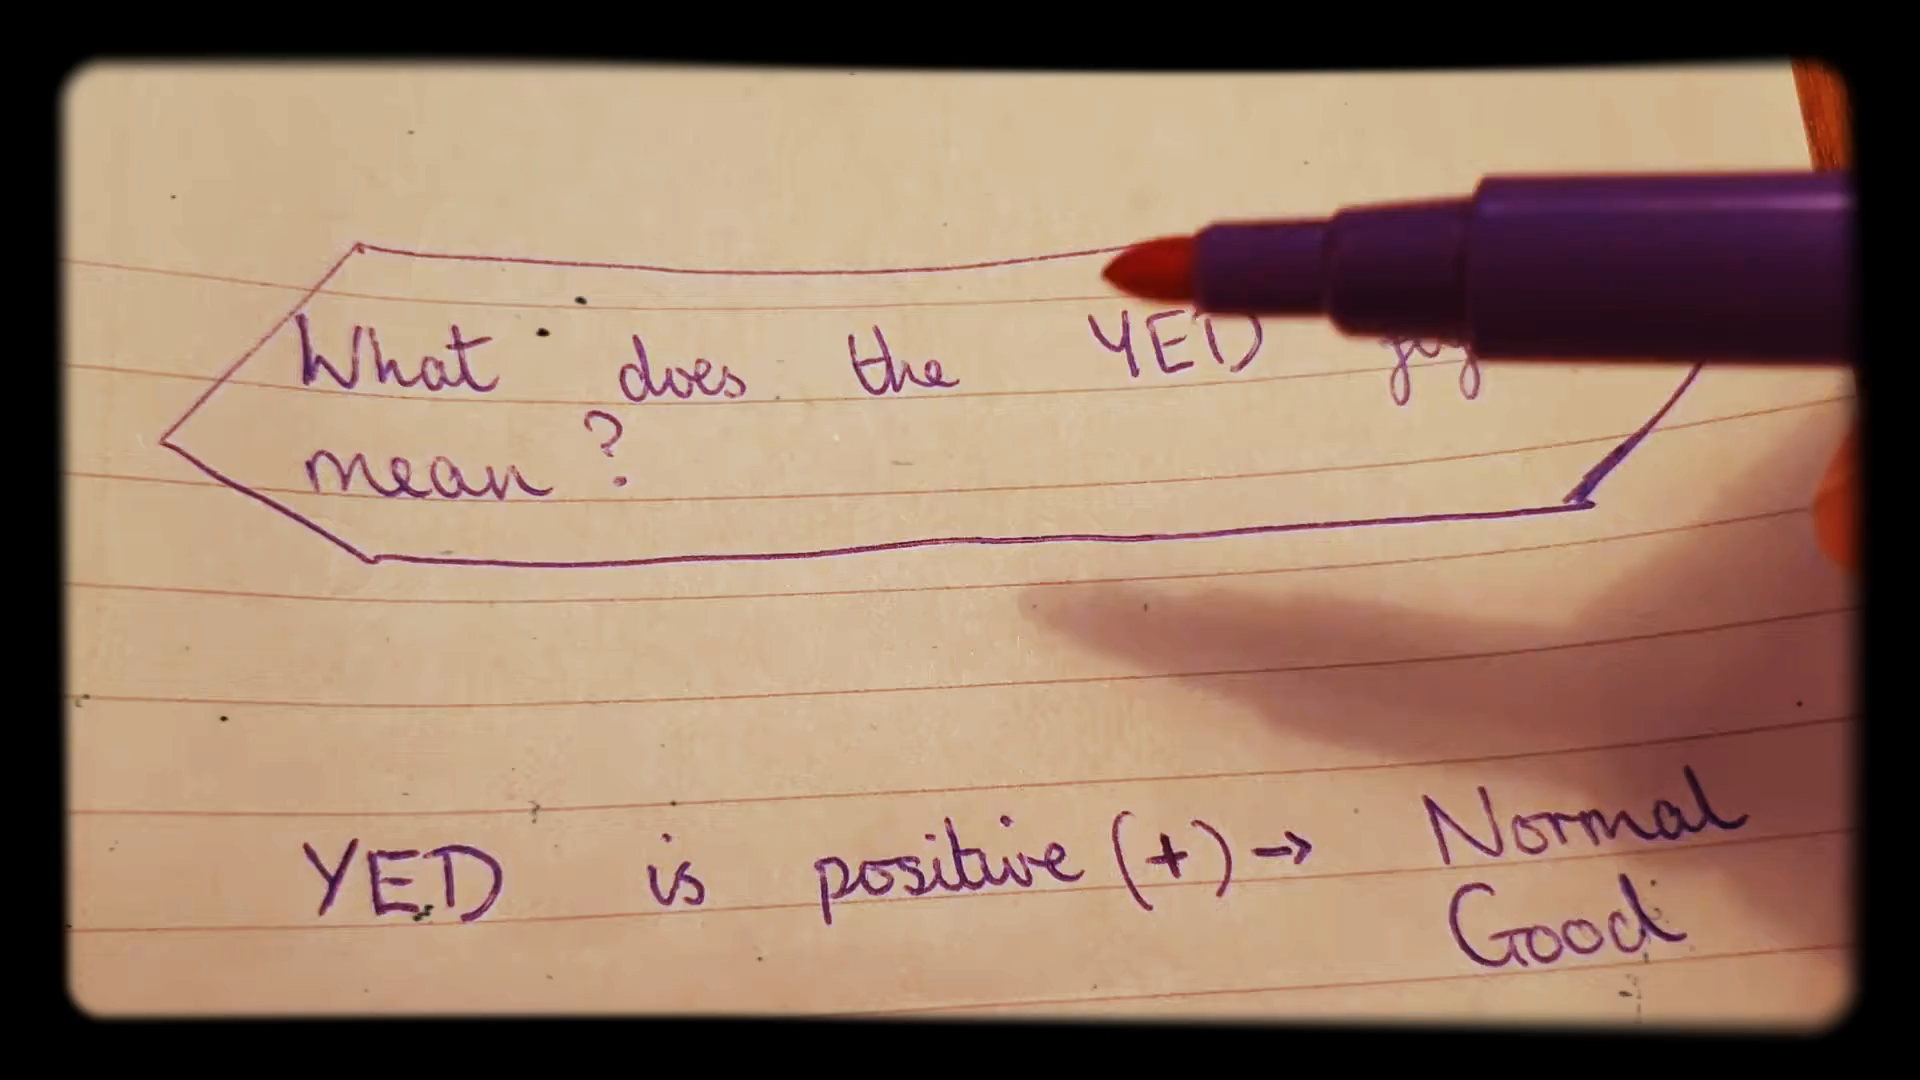 What does the YED
mean?
YED is positive (+) → Normal
Good